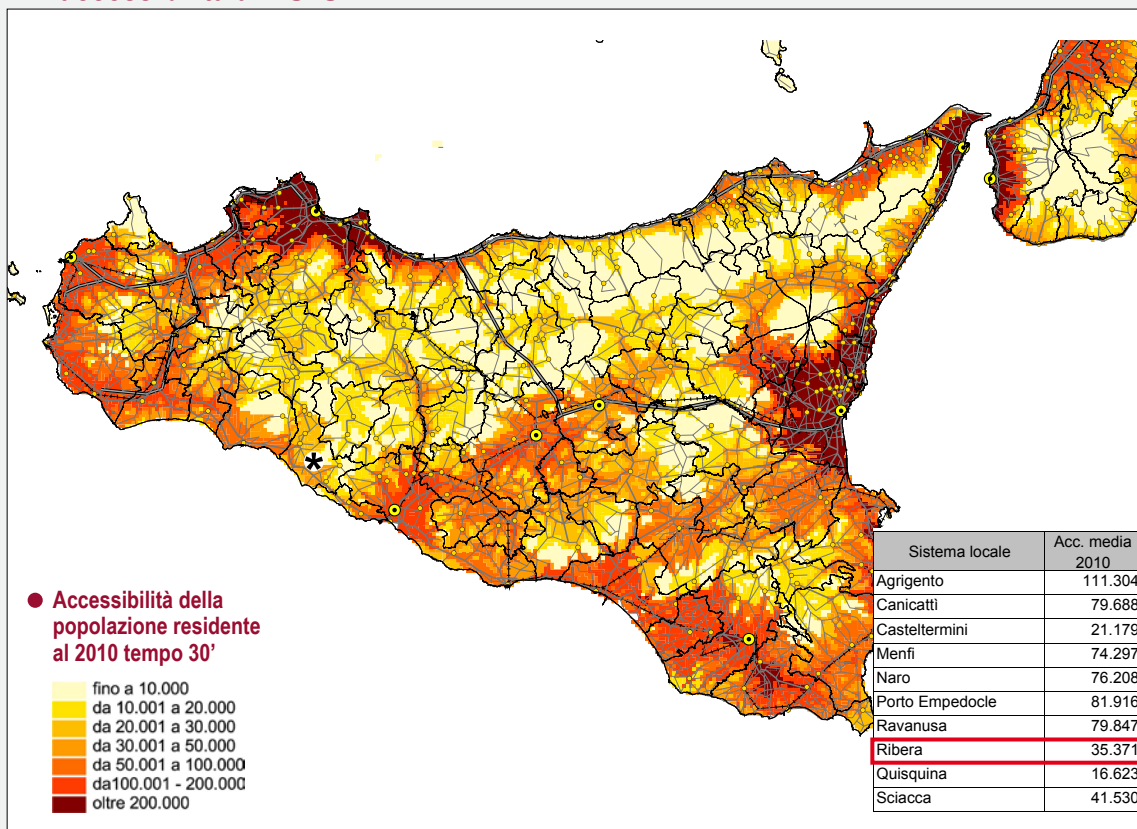 ● Accessibilità della
popolazione residente
al 2010 tempo 30’
fino a 10.000
da 10.001 a 20.000
da 20.001 a 30.000
da 30.001 a 50.000
da 50.001 a 100.000
da100.001 - 200.000
oltre 200.000
*
Sistema locale Acc. media 2010
Agrigento 111.304
Canicattì 79.688
Casteltermini 21.179
Menfi 74.297
Naro 76.208
Porto Empedocle 81.916
Ravanusa 79.847
Ribera 35.371
Quisquina 16.623
Sciacca 41.530